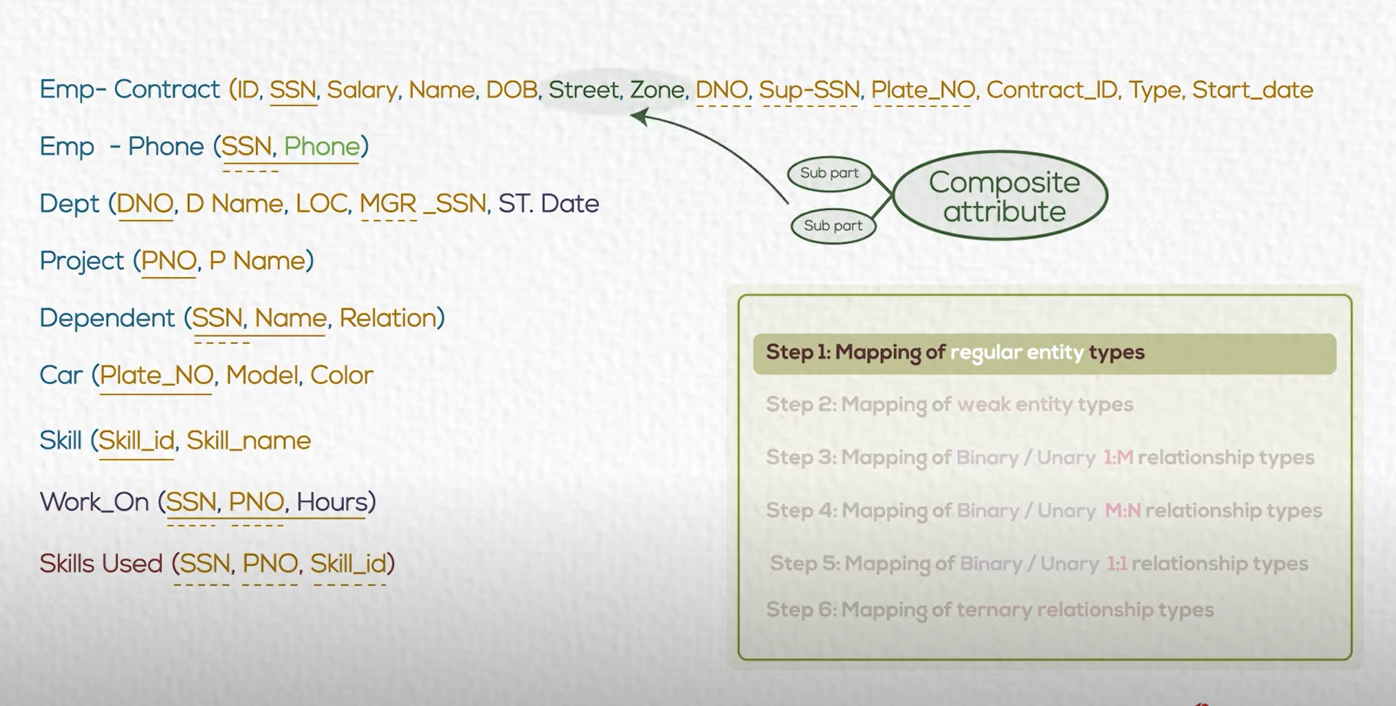 Emp- Contract (ID, SSN, Salary, Name, DOB, Street, Zone, DNO, Sup-SSN, Plate_NO, Contract_ID, Type, Start_date
Emp - Phone (SSN, Phone)
Dept (DNO, D Name, LOC, MGR _SSN, ST. Date
Project (PNO, P Name)
Dependent (SSN, Name, Relation)
Car (Plate_NO, Model, Color
Skill (Skill_id, Skill_name
Work_On (SSN, PNO, Hours)
Skills Used (SSN, PNO, Skill_id)
Sub part
Sub part
Composite
attribute
Step 1: Mapping of regular entity types
Step 2: Mapping of weak entity types
Step 3: Mapping of Binary / Unary 1:M relationship types
Step 4: Mapping of Binary / Unary M:N relationship types
Step 5: Mapping of Binary / Unary 1:1 relationship types
Step 6: Mapping of ternary relationship types